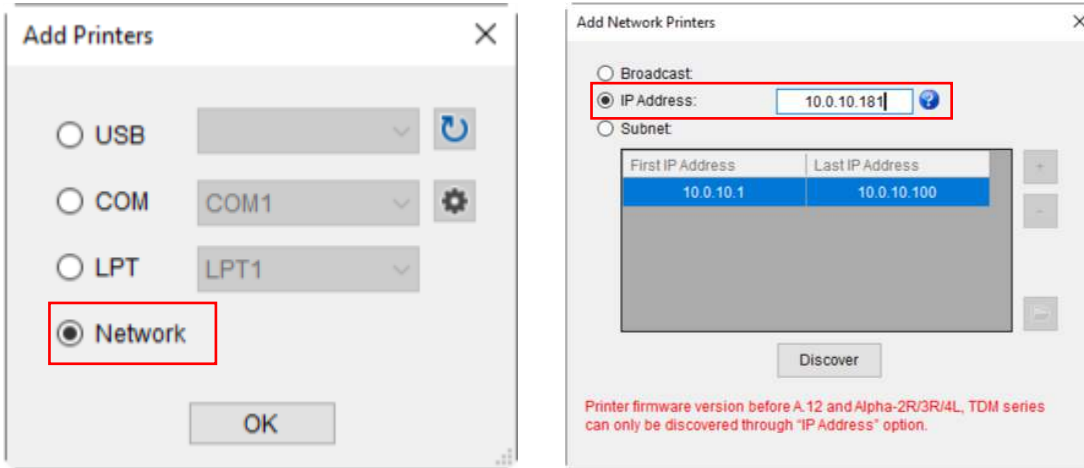 Add Printers
USB
COM COM1
LPT LPT1
Network
OK
Add Network Printers
Broadcast:
IP Address: 10.0.10.181
Subnet:
First IP Address Last IP Address
10.0.10.1 10.0.10.100
+
-
Discover
Printer firmware version before A.12 and Alpha-2R/3R/4L, TDM series
can only be discovered through "IP Address" option.